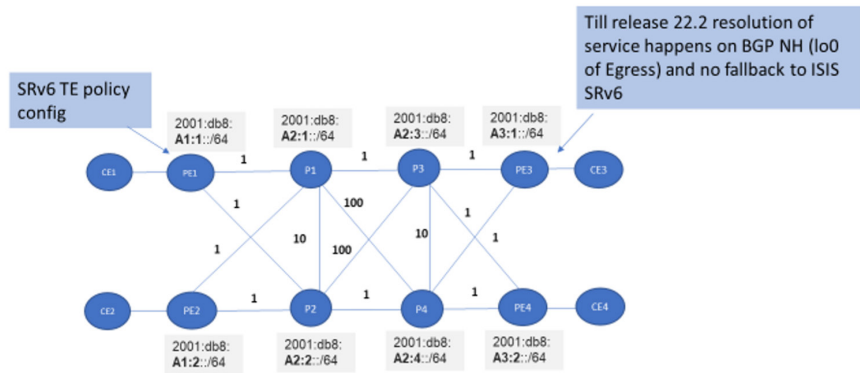 Till release 22.2 resolution of
service happens on BGP NH (lo0
of Egress) and no fallback to ISIS
SRv6
SRv6 TE policy
config
2001:db8:
A1:1::/64
2001:db8:
A2:1::/64
2001:db8:
A2:3::/64
2001:db8:
A3:1::/64
CE1
PE1
1
P1
1
P3
1
PE3
CE3
1
100
1
1
10
100
10
1
CE2
PE2
1
P2
1
P4
1
PE4
CE4
2001:db8:
A1:2::/64
2001:db8:
A2:2::/64
2001:db8:
A2:4::/64
2001:db8:
A3:2::/64